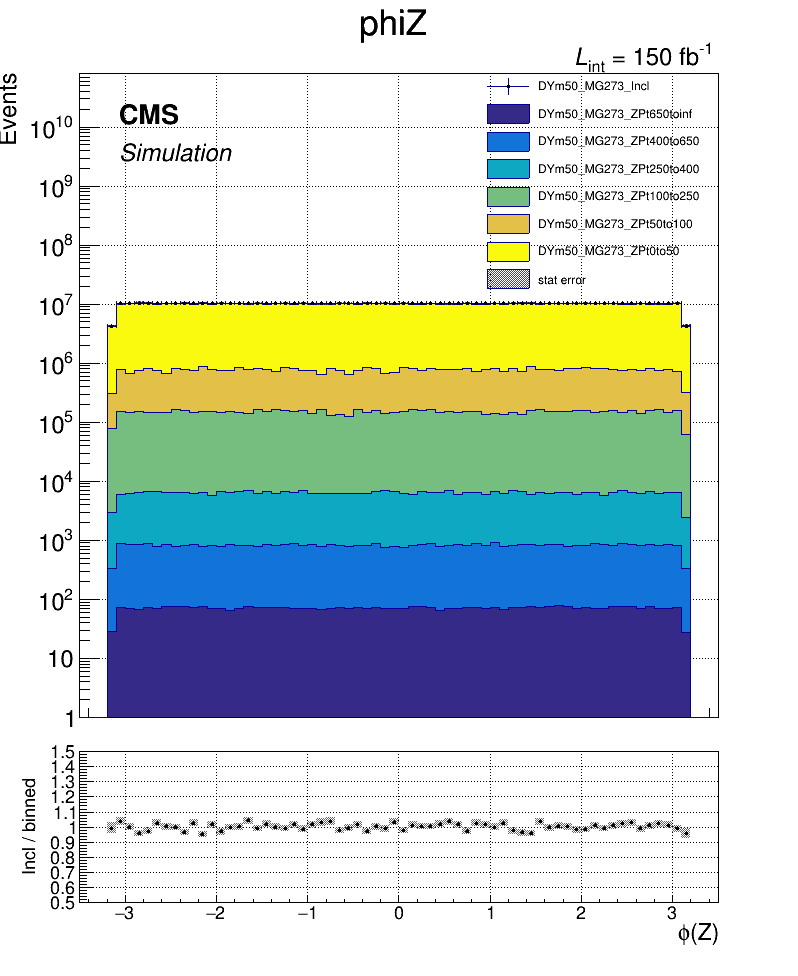 phiZ
L_int = 150 fb^-1
Events
CMS
Simulation
DYm50_MG273_Incl
DYm50_MG273_ZPt650toinf
DYm50_MG273_ZPt400to650
DYm50_MG273_ZPt250to400
DYm50_MG273_ZPt100to250
DYm50_MG273_ZPt50to100
DYm50_MG273_ZPt0to50
stat error
10^10
10^9
10^8
10^7
10^6
10^5
10^4
10^3
10^2
10
1
Incl / binned
1.5
1.4
1.3
1.2
1.1
1
0.9
0.8
0.7
0.6
0.5
−3 −2 −1 0 1 2 3
ϕ(Z)